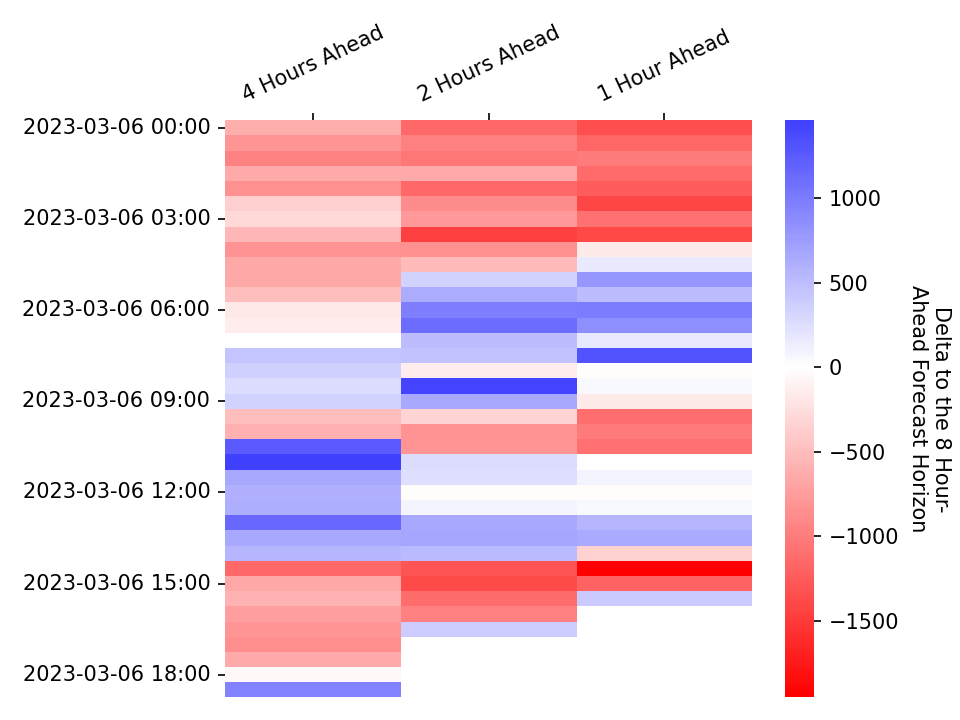 4 Hours Ahead
2 Hours Ahead
1 Hour Ahead
2023-03-06 00:00
2023-03-06 03:00
2023-03-06 06:00
2023-03-06 09:00
2023-03-06 12:00
2023-03-06 15:00
2023-03-06 18:00
1000
500
0
−500
−1000
−1500
Delta to the 8 Hour-
Ahead Forecast Horizon